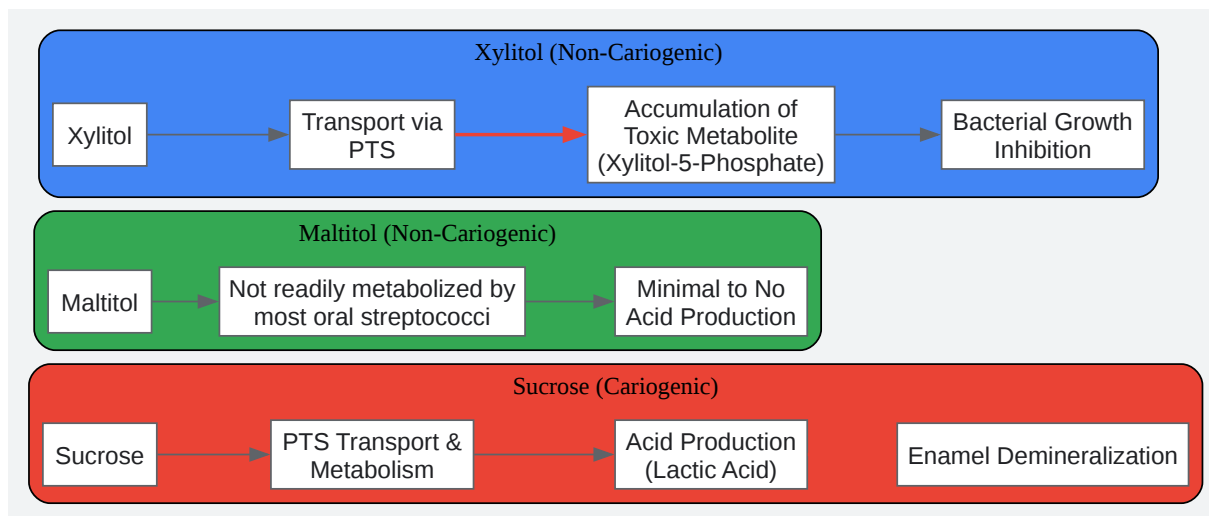 Xylitol (Non-Cariogenic)
Xylitol
Transport via
PTS
Accumulation of
Toxic Metabolite
(Xylitol-5-Phosphate)
Bacterial Growth
Inhibition
Maltitol (Non-Cariogenic)
Maltitol
Not readily metabolized by
most oral streptococci
Minimal to No
Acid Production
Sucrose (Cariogenic)
Sucrose
PTS Transport &
Metabolism
Acid Production
(Lactic Acid)
Enamel Demineralization